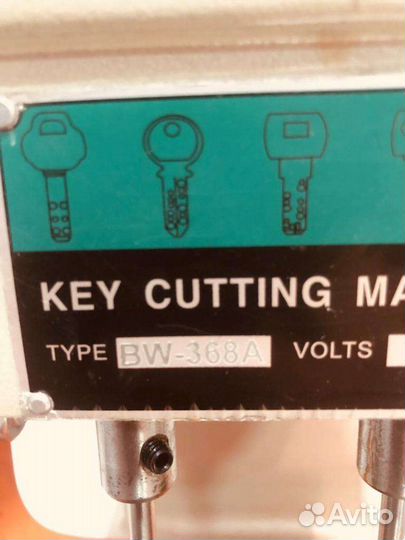 KEY CUTTING MA
TYPE BW-368A VOLTS
Avito